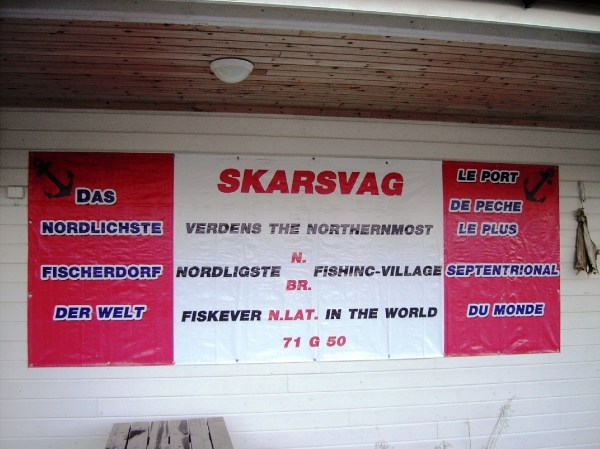 DAS
NORDLICHSTE
FISCHERDORF
DER WELT
SKARSVAG
VERDENS THE NORTHERNMOST
N.
NORDLIGSTE FISHINC-VILLAGE
BR.
FISKEVER N.LAT. IN THE WORLD
71 G 50
LE PORT
DE PECHE
LE PLUS
SEPTENTRIONAL
DU MONDE